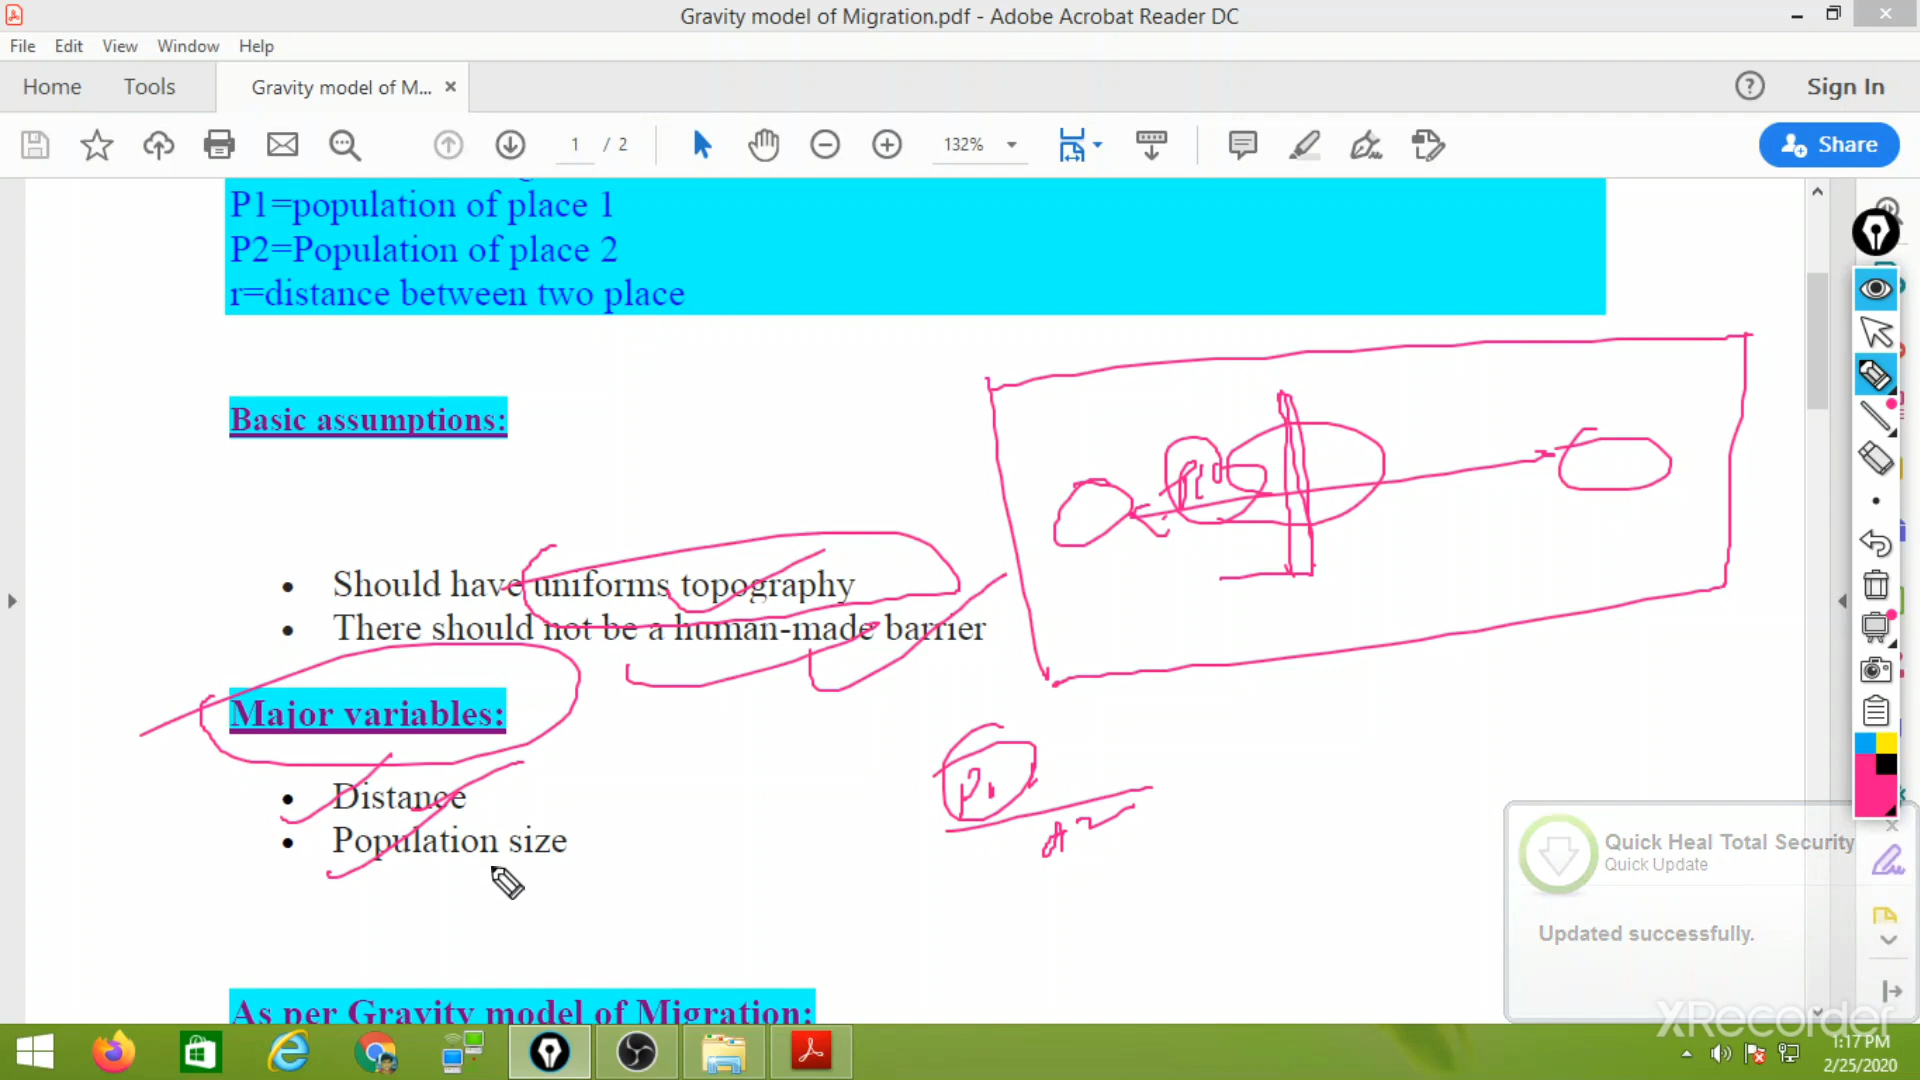 Gravity model of Migration.pdf - Adobe Acrobat Reader DC
File Edit View Window Help
Home Tools Gravity model of M... × Sign In
1 / 2 132% Share
P1=population of place 1
P2=Population of place 2
r=distance between two place
Basic assumptions:
• Should have uniforms topography
• There should not be a human-made barrier
P1
Major variables:
• Distance
• Population size
P1
Quick Heal Total Security
Quick Update
Updated successfully.
As per Gravity model of Migration:
XRecorder
1:17 PM
2/25/2020